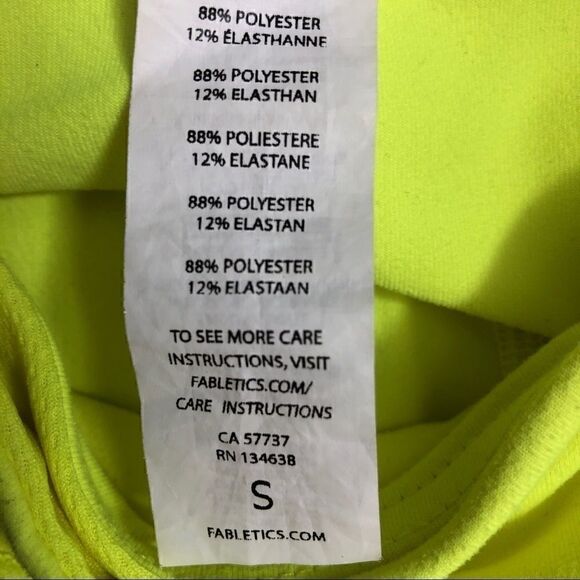 88% POLYESTER
12% ÉLASTHANNE
88% POLYESTER
12% ELASTHAN
88% POLIESTERE
12% ELASTANE
88% POLYESTER
12% ELASTAN
88% POLYESTER
12% ELASTAAN
TO SEE MORE CARE
INSTRUCTIONS, VISIT
FABLETICS.COM/
CARE INSTRUCTIONS
CA 57737
RN 134638
S
FABLETICS.COM